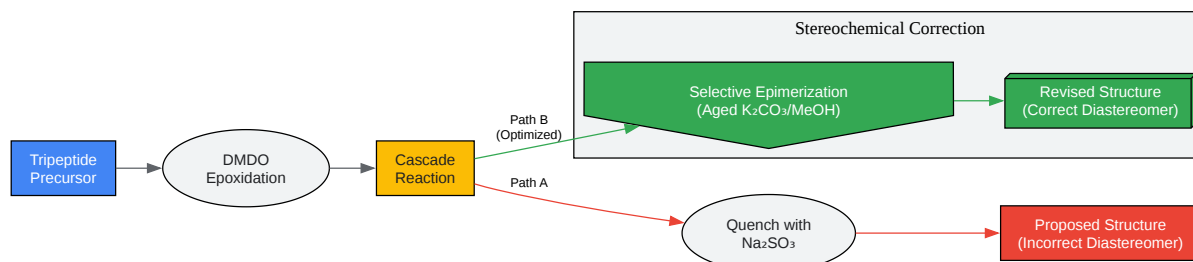 Stereochemical Correction
Selective Epimerization
(Aged K₂CO₃/MeOH)
Revised Structure
(Correct Diastereomer)
Path B
(Optimized)
Tripeptide
Precursor
DMDO
Epoxidation
Cascade
Reaction
Path A
Quench with
Na₂SO₃
Proposed Structure
(Incorrect Diastereomer)